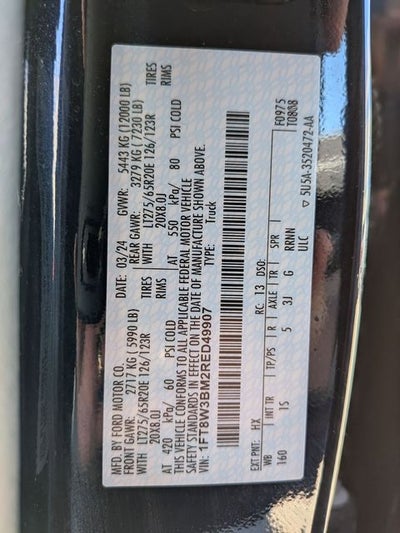 MFD. BY FORD MOTOR CO.
DATE: 03/24 GVWR: 5443 KG (12000 LB)
FRONT GAWR: 2717 KG ( 5990 LB) REAR GAWR: 3279 KG ( 7230 LB)
WITH LT275/65R20E 126/123R TIRES WITH LT275/65R20E 126/123R TIRES
20X8.0J RIMS 20X8.0J RIMS
AT 420 kPa/ 60 PSI COLD AT 550 kPa/ 80 PSI COLD
THIS VEHICLE CONFORMS TO ALL APPLICABLE FEDERAL MOTOR VEHICLE
SAFETY STANDARDS IN EFFECT ON THE DATE OF MANUFACTURE SHOWN ABOVE.
VIN: 1FT8W3BM2RED49907 TYPE: Truck
F0975
T0868
EXT PNT: HX RC: 13 DSO:
WB INT TR TP/PS R AXLE TR SPR
160 IS 5 3J G RRNN
ULC ▽ 5U5A-3520472-AA